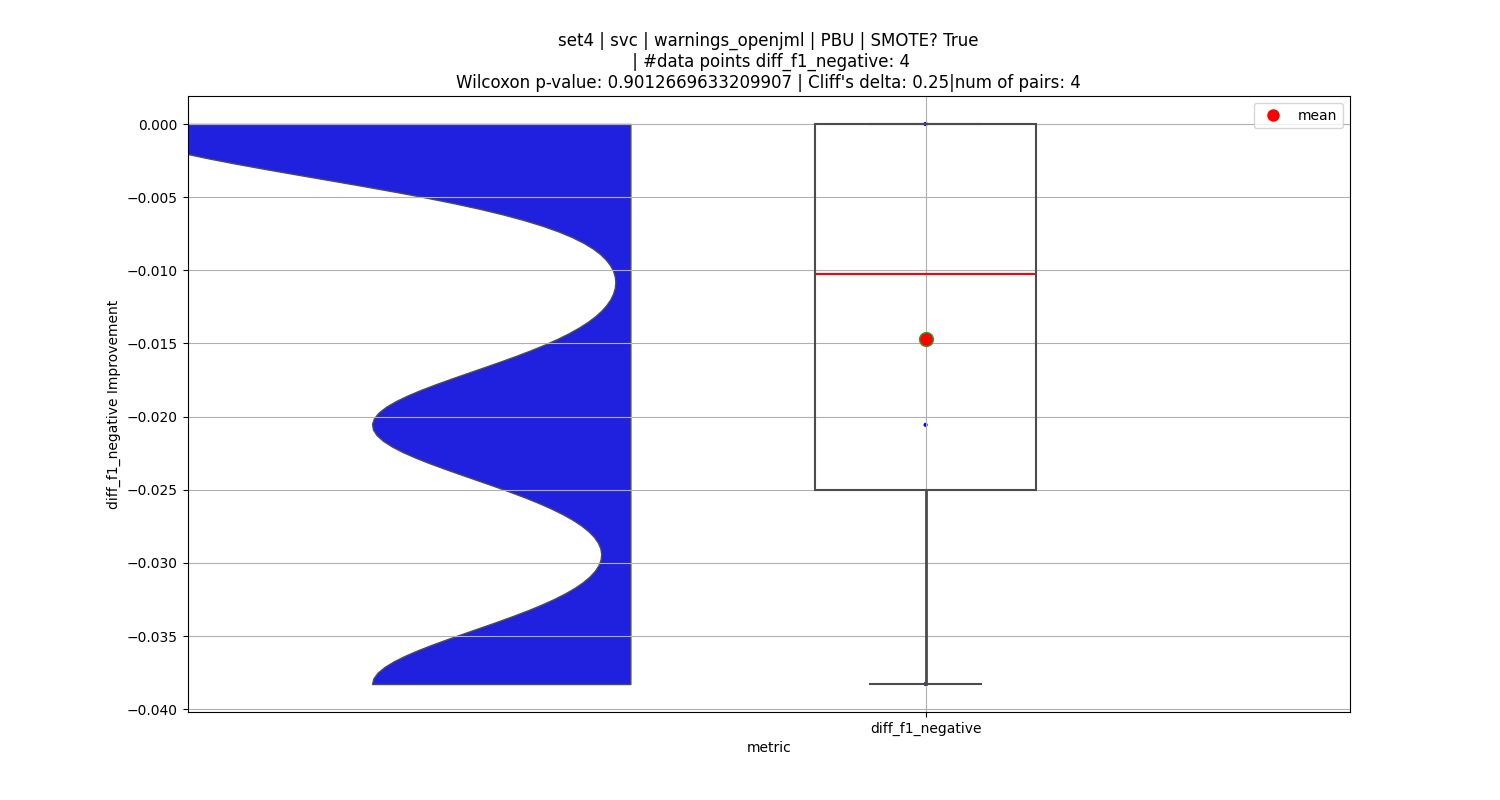 set4 | svc | warnings_openjml | PBU | SMOTE? True
| #data points diff_f1_negative: 4
Wilcoxon p-value: 0.9012669633209907 | Cliff's delta: 0.25|num of pairs: 4
mean
0.000
−0.005
−0.010
−0.015
−0.020
−0.025
−0.030
−0.035
−0.040
diff_f1_negative Improvement
diff_f1_negative
metric